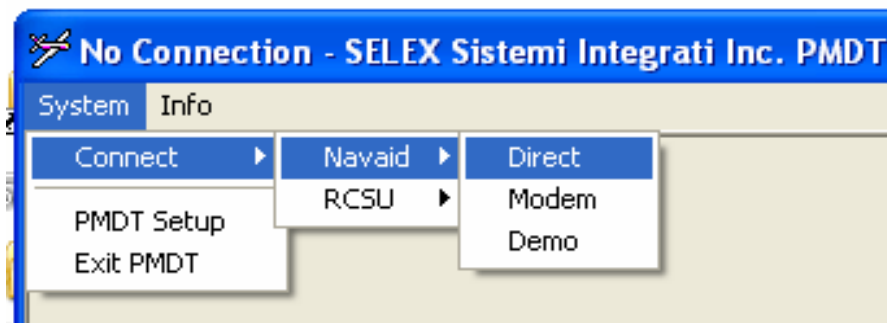 No Connection - SELEX Sistemi Integrati Inc. PMDT
System Info
Connect Navaid Direct
RCSU Modem
PMDT Setup
Demo
Exit PMDT